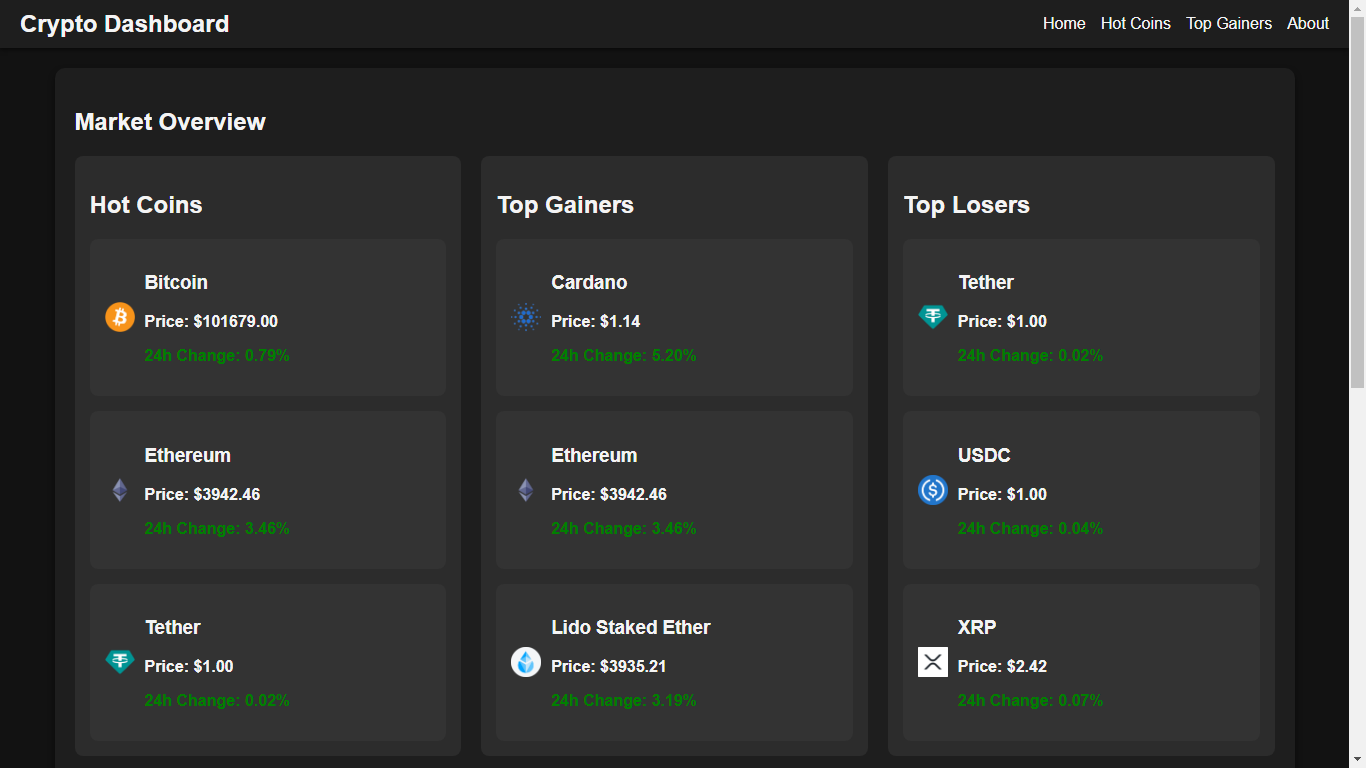 Crypto Dashboard
Home Hot Coins Top Gainers About
Market Overview
Hot Coins
Bitcoin
Price: $101679.00
24h Change: 0.79%
Ethereum
Price: $3942.46
24h Change: 3.46%
Tether
Price: $1.00
24h Change: 0.02%
Top Gainers
Cardano
Price: $1.14
24h Change: 5.20%
Ethereum
Price: $3942.46
24h Change: 3.46%
Lido Staked Ether
Price: $3935.21
24h Change: 3.19%
Top Losers
Tether
Price: $1.00
24h Change: 0.02%
USDC
Price: $1.00
24h Change: 0.04%
XRP
Price: $2.42
24h Change: 0.07%